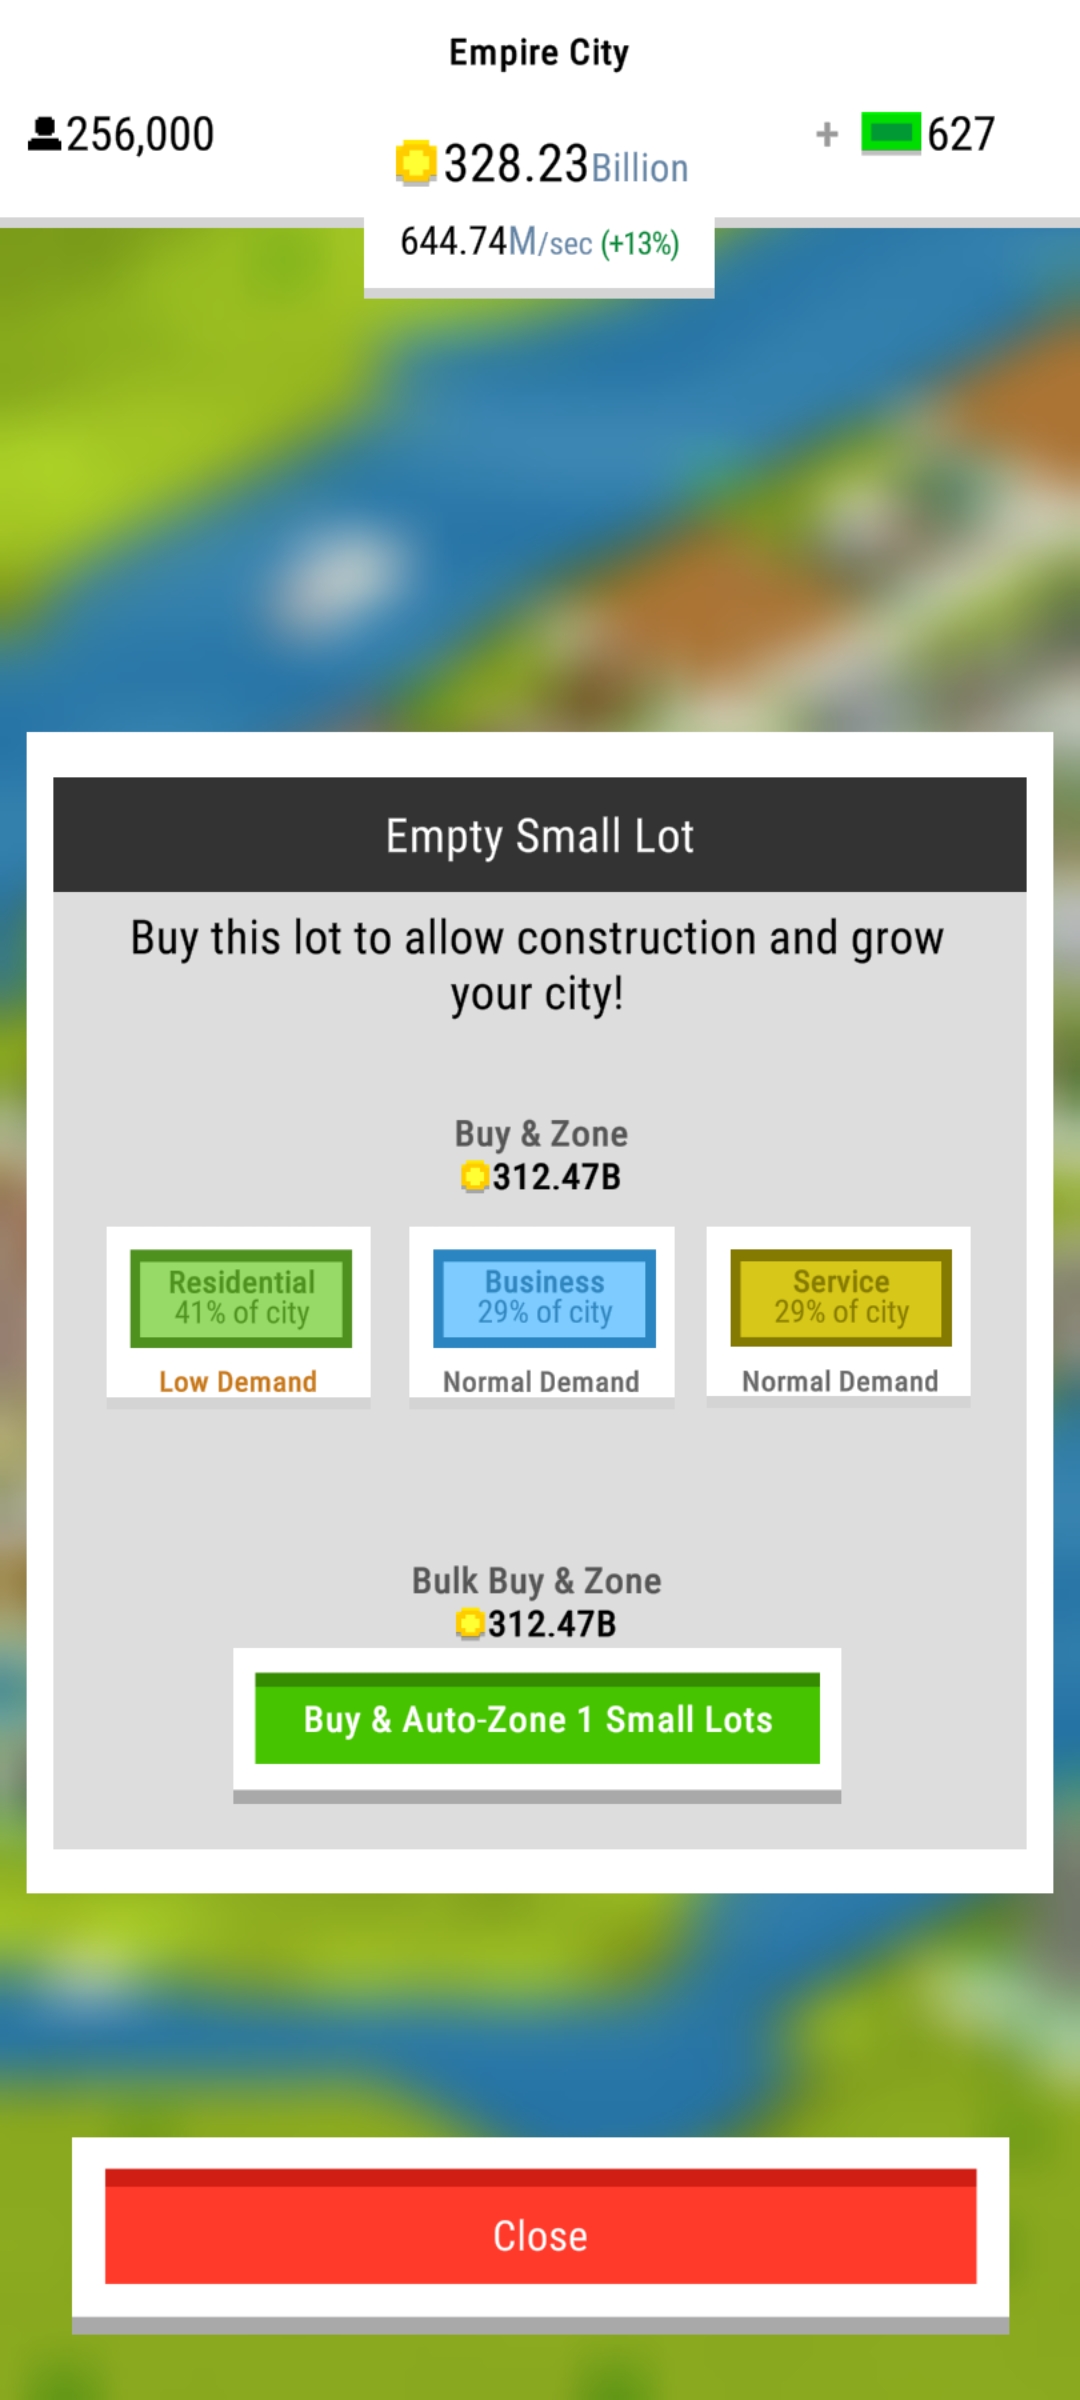 Empire City
256,000
328.23Billion
+ 627
644.74M/sec (+13%)
Empty Small Lot
Buy this lot to allow construction and grow
your city!
Buy & Zone
312.47B
Residential
41% of city
Low Demand
Business
29% of city
Normal Demand
Service
29% of city
Normal Demand
Bulk Buy & Zone
312.47B
Buy & Auto-Zone 1 Small Lots
Close